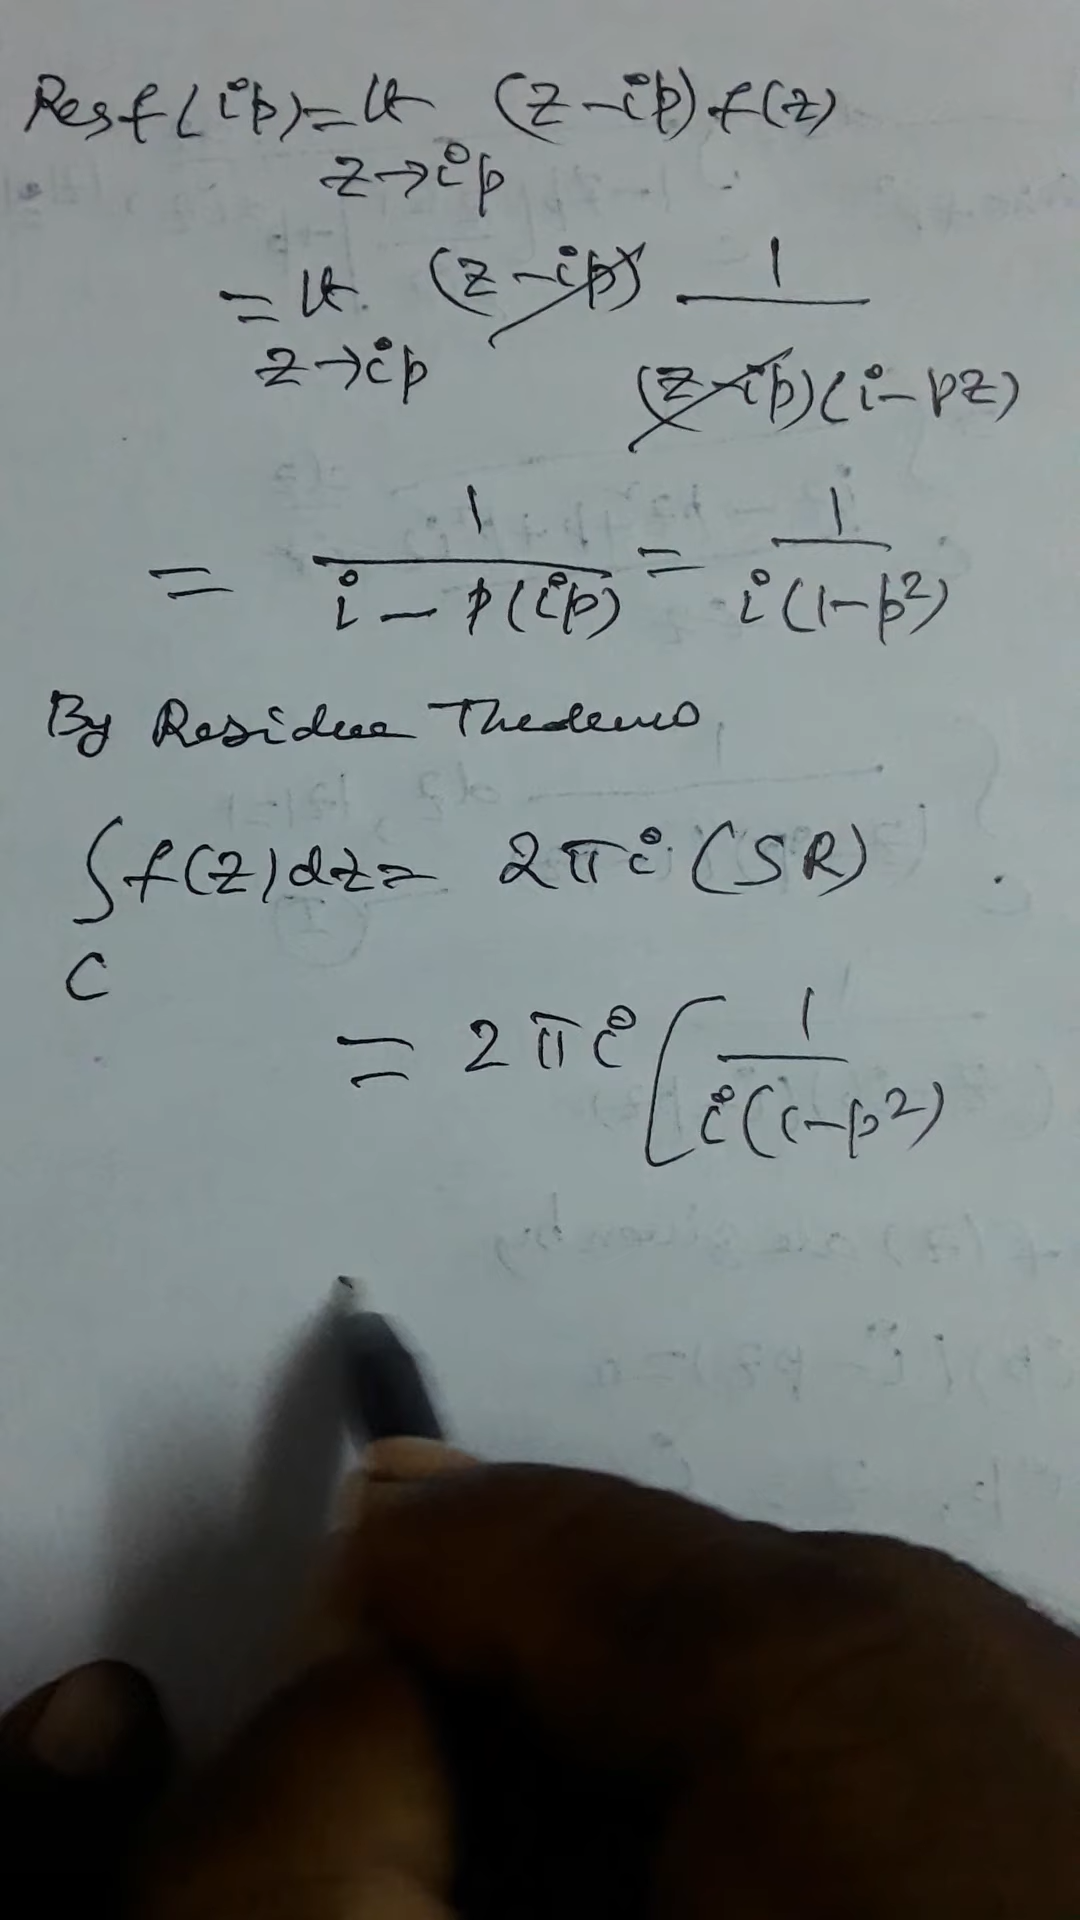 Res f(ip) = lt (z-ip) f(z)
z→ip
= lt (z-ip) 1
z→ip (z-ip)(i-pz)
= 1/(i-p(ip)) = 1/(i(1-p²))
By Residue Theorem
∫ f(z)dz = 2πi (SR)
C
= 2πi [1/(i(1-p²))